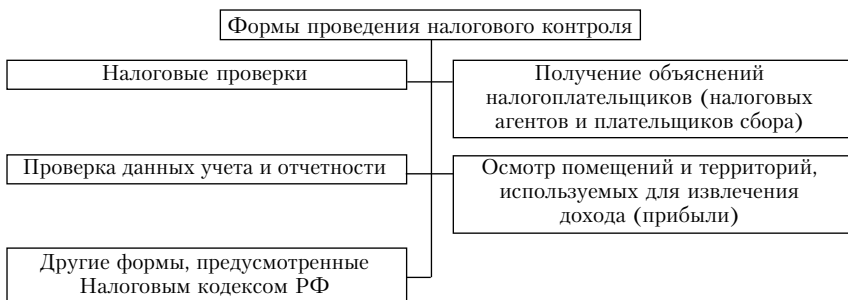 Формы проведения налогового контроля
Налоговые проверки
Получение объяснений
налогоплательщиков (налоговых
агентов и плательщиков сбора)
Проверка данных учета и отчетности
Осмотр помещений и территорий,
используемых для извлечения
дохода (прибыли)
Другие формы, предусмотренные
Налоговым кодексом РФ